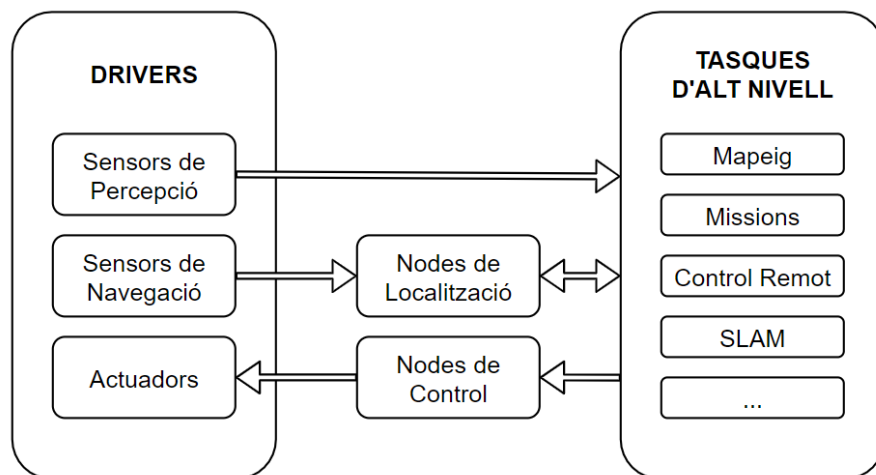 DRIVERS
Sensors de
Percepció
Sensors de
Navegació
Actuadors
Nodes de
Localització
Nodes de
Control
TASQUES
D'ALT NIVELL
Mapeig
Missions
Control Remot
SLAM
...